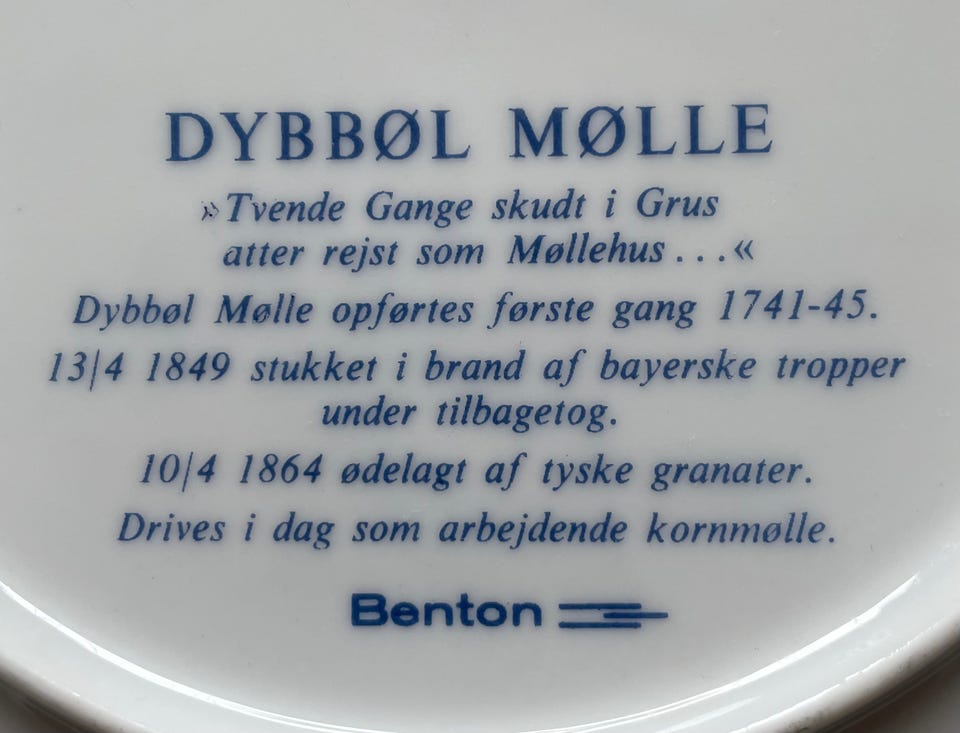 DYBBØL MØLLE
»Tvende Gange skudt i Grus
atter rejst som Møllehus...«
Dybbøl Mølle opførtes første gang 1741-45.
13/4 1849 stukket i brand af bayerske tropper
under tilbagetog.
10/4 1864 ødelagt af tyske granater.
Drives i dag som arbejdende kornmølle.
Benton